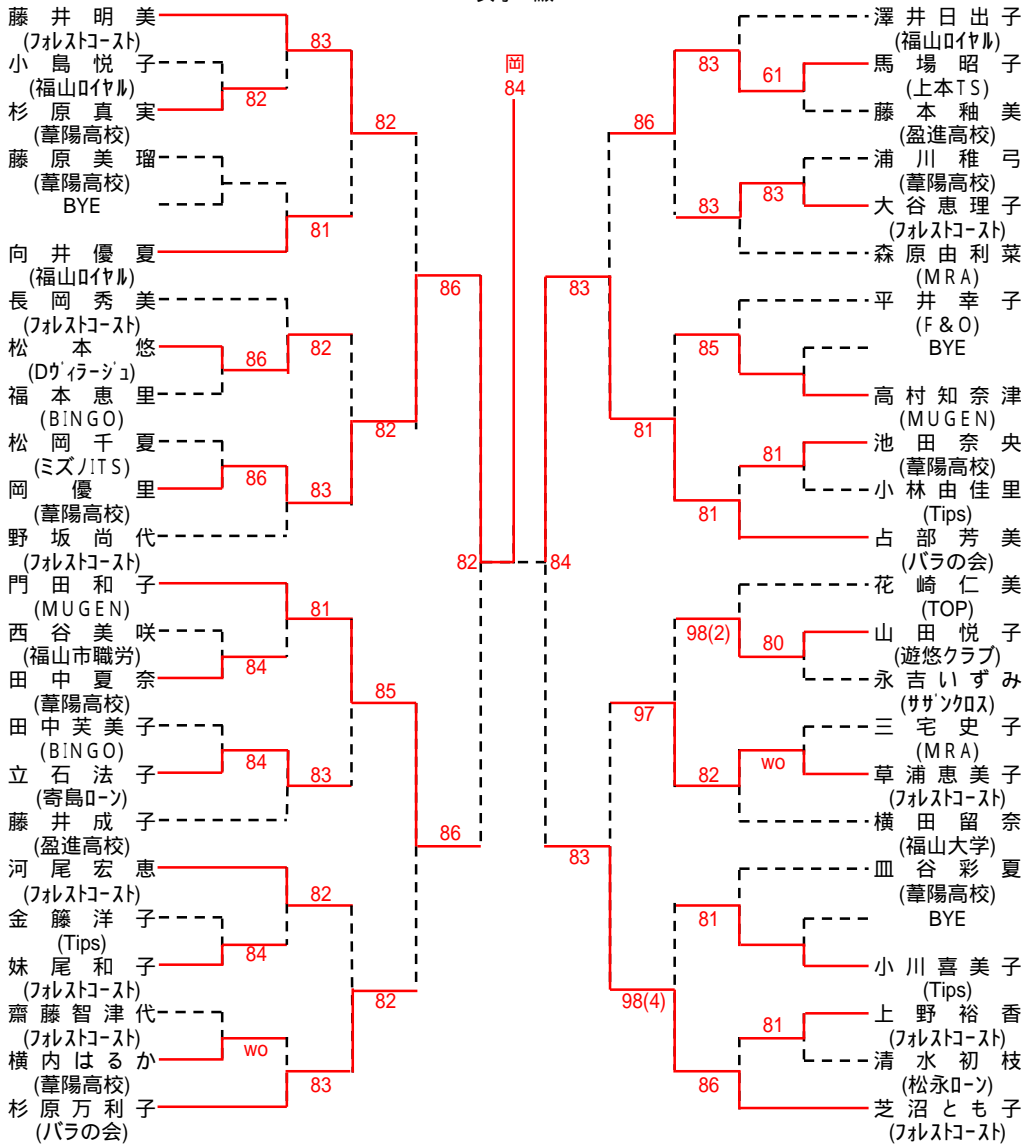 藤井明美
(フォレストコースト)
小島悦子
(福山ロイヤル)
杉原真実
(葦陽高校)
藤原美瑠
(葦陽高校)
BYE
向井優夏
(福山ロイヤル)
長岡秀美
(フォレストコースト)
松本悠
(Dヴィラージュ)
福本恵里
(BINGO)
松岡千夏
(ミズノITS)
岡優里
(葦陽高校)
野坂尚代
(フォレストコースト)
門田和子
(MUGEN)
西谷美咲
(福山市職労)
田中夏奈
(葦陽高校)
田中芙美子
(BINGO)
立石法子
(寄島ローン)
藤井成子
(盈進高校)
河尾宏恵
(フォレストコースト)
金籐洋子
(Tips)
妹尾和子
(フォレストコースト)
齋藤智津代
(フォレストコースト)
横内はるか
(葦陽高校)
杉原万利子
(バラの会)
83
82
81
86
82
86
83
81
84
84
83
82
84
wo
83
82
82
85
82
86
86
82
岡
84
84
83
83
86
81
97
98(4)
83
83
85
81
98(2)
82
81
86
61
83
81
80
wo
81
澤井日出子
(福山ロイヤル)
馬場昭子
(上本TS)
藤本釉美
(盈進高校)
浦川稚弓
(葦陽高校)
大谷恵理子
(フォレストコースト)
森原由利菜
(MRA)
平井幸子
(F&O)
BYE
高村知奈津
(MUGEN)
池田奈央
(葦陽高校)
小林由佳里
(Tips)
占部芳美
(バラの会)
花崎仁美
(TOP)
山田悦子
(遊悠クラブ)
永吉いずみ
(サザンクロス)
三宅史子
(MRA)
草浦恵美子
(フォレストコースト)
横田留奈
(福山大学)
皿谷彩夏
(葦陽高校)
BYE
小川喜美子
(Tips)
上野裕香
(フォレストコースト)
清水初枝
(松永ローン)
芝沼とも子
(フォレストコースト)